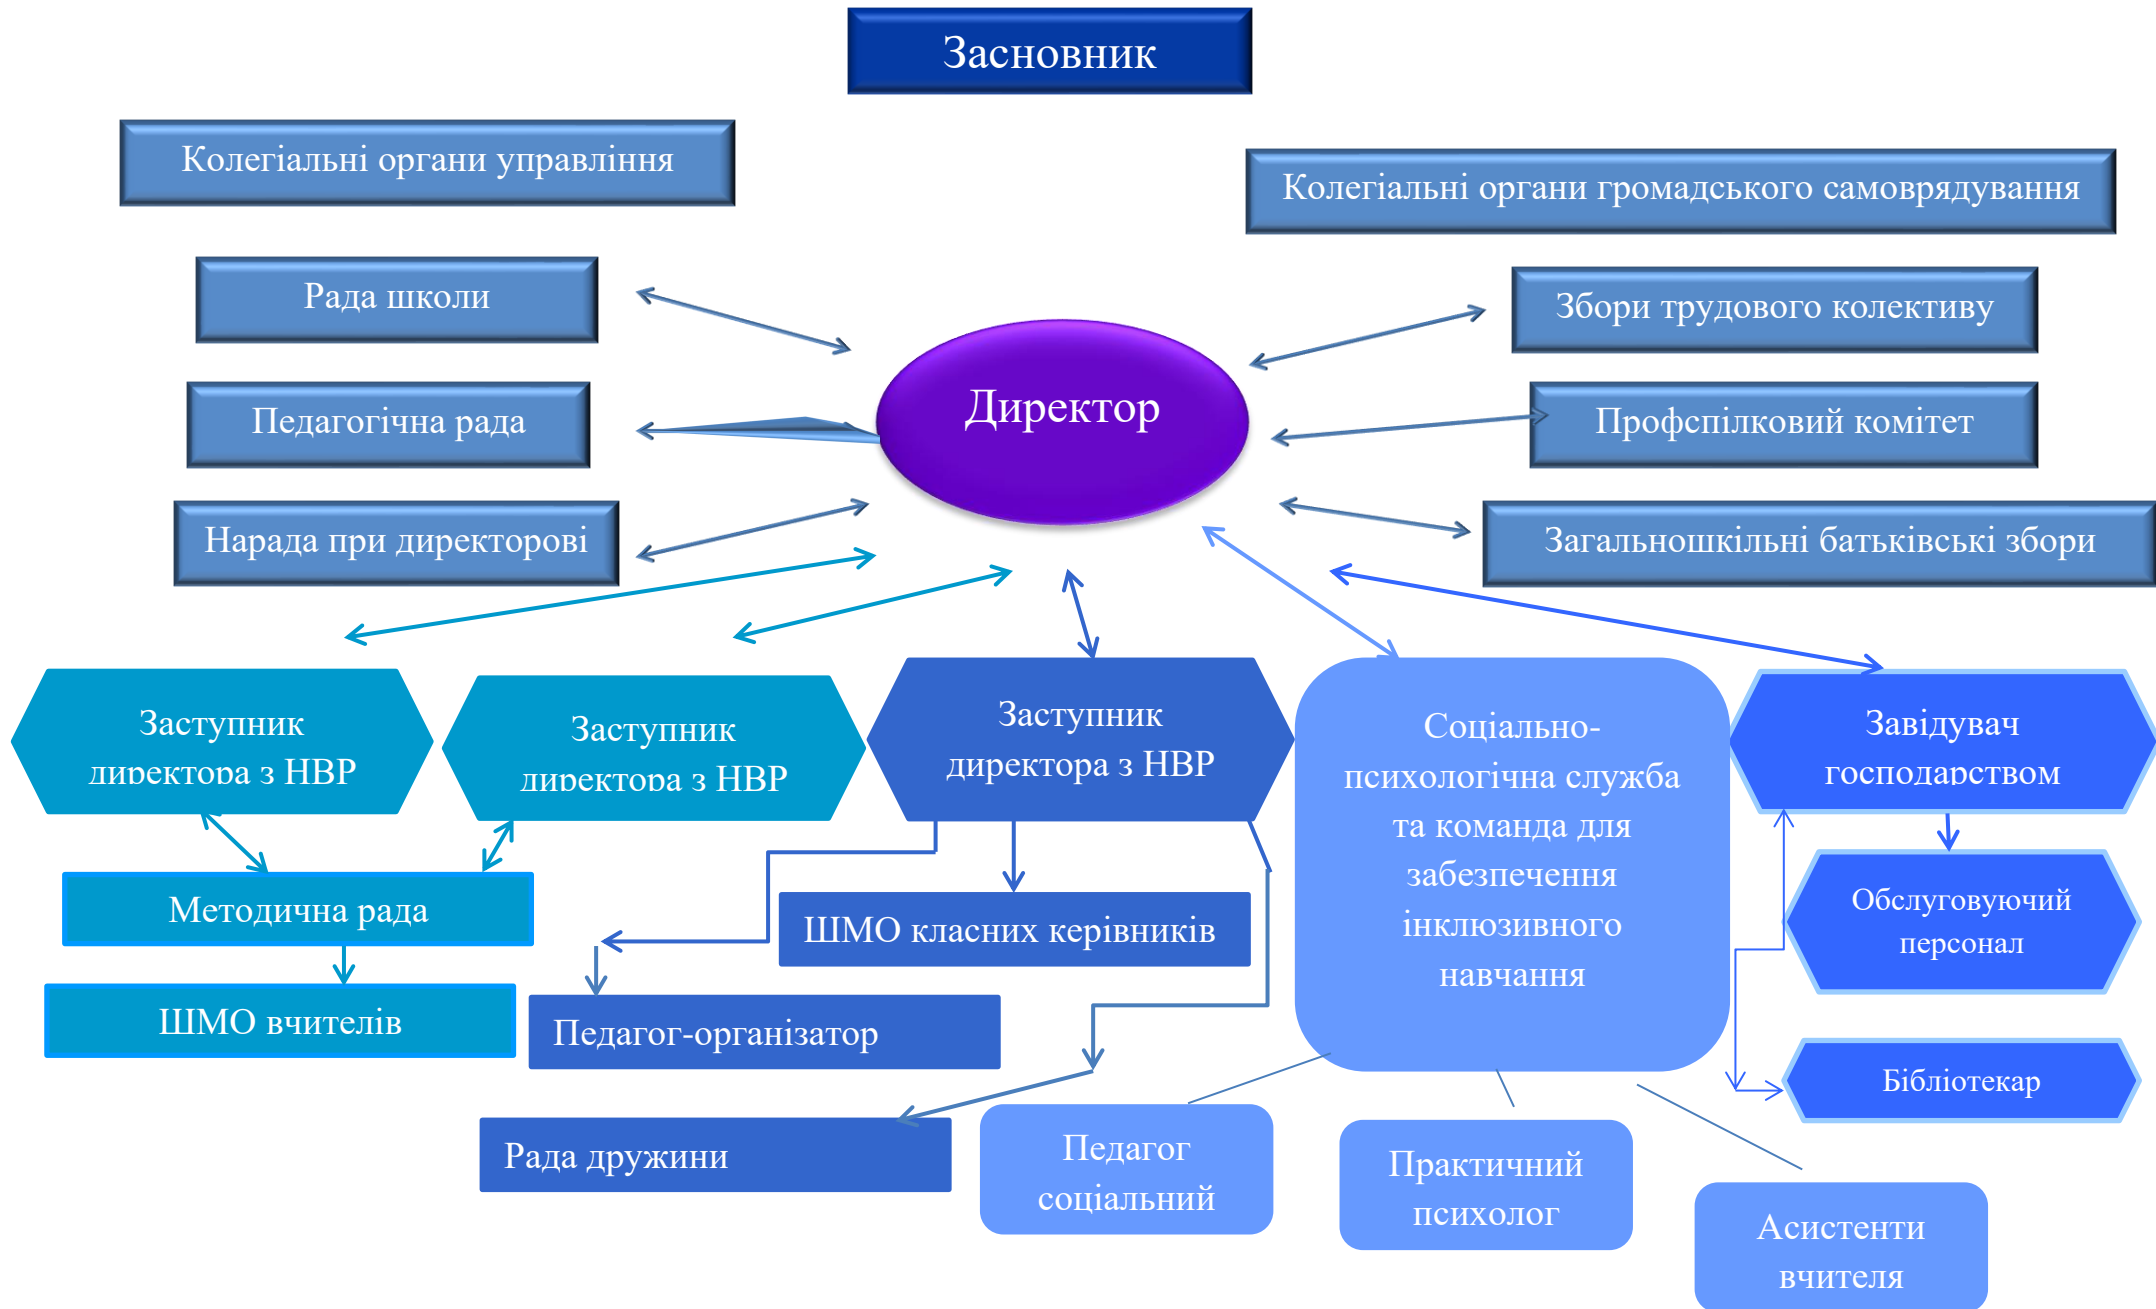 Засновник
Колегіальні органи управління
Колегіальні органи громадського самоврядування
Рада школи
Збори трудового колективу
Директор
Педагогічна рада
Профспілковий комітет
Нарада при директорові
Загальношкільні батьківські збори
Заступник
директора з НВР
Заступник
директора з НВР
Заступник
директора з НВР
Соціально-
психологічна служба
та команда для
забезпечення
інклюзивного
навчання
Завідувач
господарством
Методична рада
ШМО класних керівників
Обслуговуючий
персонал
ШМО вчителів
Педагог-організатор
Бібліотекар
Рада дружини
Педагог
соціальний
Практичний
психолог
Асистенти
вчителя